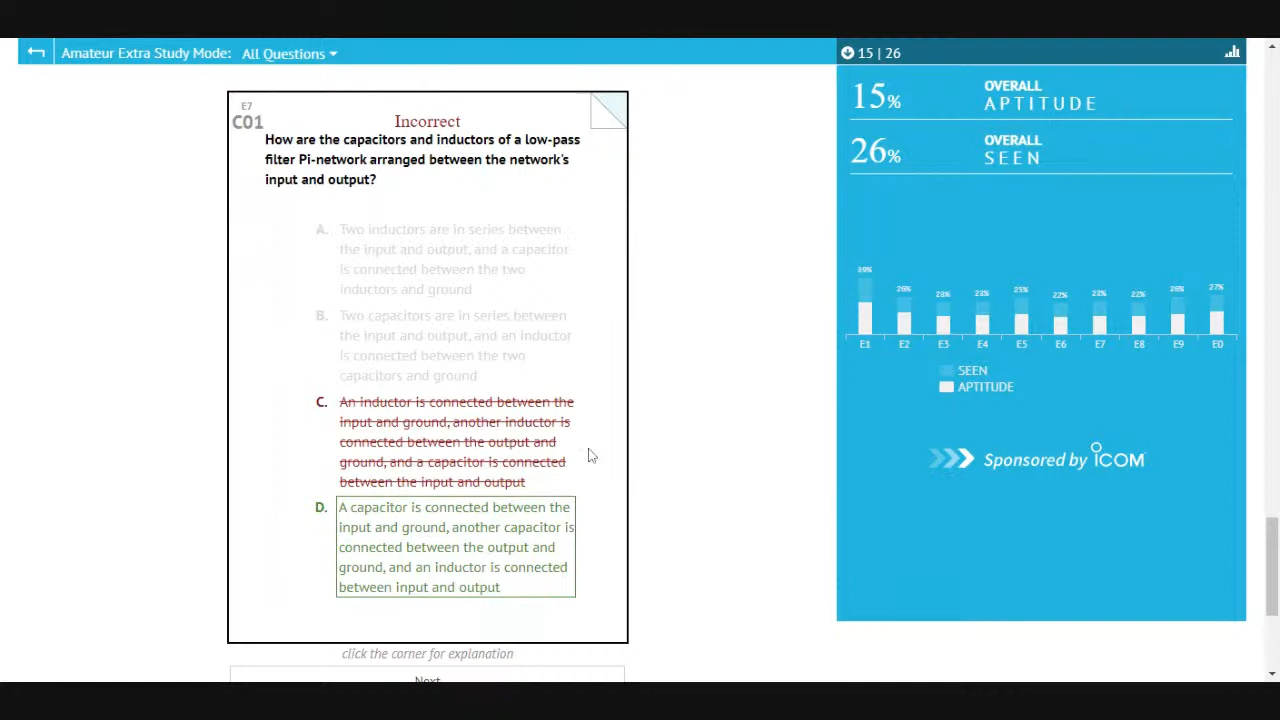 Amateur Extra Study Mode: All Questions
15 | 26
E7
C01
Incorrect
How are the capacitors and inductors of a low-pass
filter Pi-network arranged between the network's
input and output?
A. Two inductors are in series between
the input and output, and a capacitor
is connected between the two
inductors and ground
B. Two capacitors are in series between
the input and output, and an inductor
is connected between the two
capacitors and ground
C. An inductor is connected between the
input and ground, another inductor is
connected between the output and
ground, and a capacitor is connected
between the input and output
D. A capacitor is connected between the
input and ground, another capacitor is
connected between the output and
ground, and an inductor is connected
between input and output
click the corner for explanation
Next
15% OVERALL
APTITUDE
26% OVERALL
SEEN
26% 22% 22% 27%
E1 E2 E3 E4 E5 E6 E7 E8 E9 E0
SEEN
APTITUDE
Sponsored by ICOM